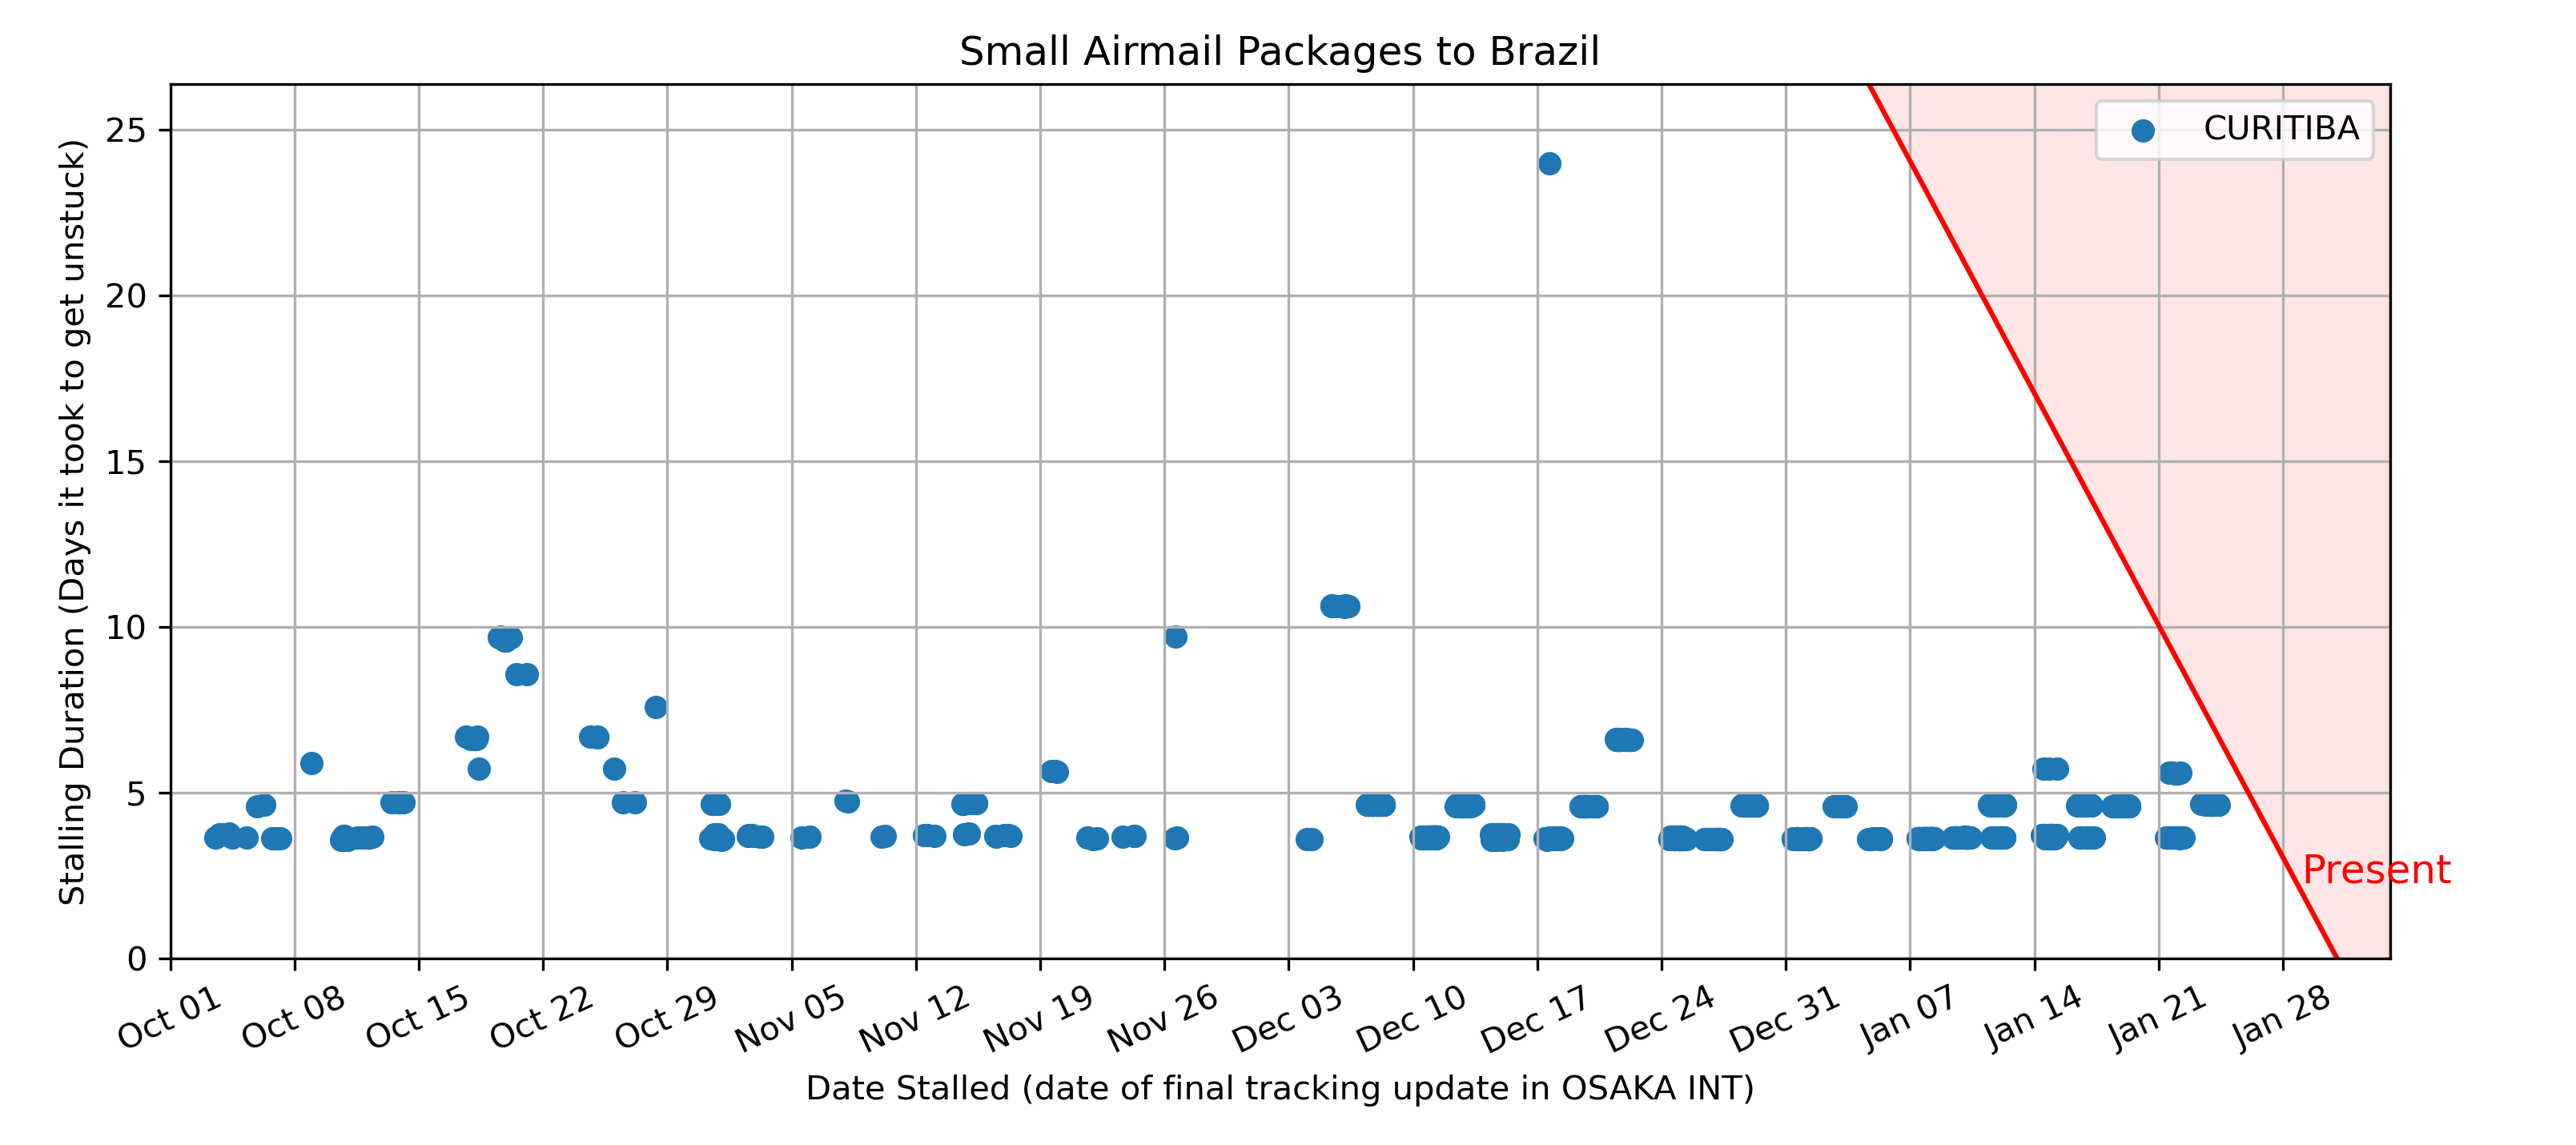 Small Airmail Packages to Brazil
CURITIBA
Stalling Duration (Days it took to get unstuck)
25
20
15
10
5
0
Present
Oct 01
Oct 08
Oct 15
Oct 22
Oct 29
Nov 05
Nov 12
Nov 19
Nov 26
Dec 03
Dec 10
Dec 17
Dec 24
Dec 31
Jan 07
Jan 14
Jan 21
Jan 28
Date Stalled (date of final tracking update in OSAKA INT)